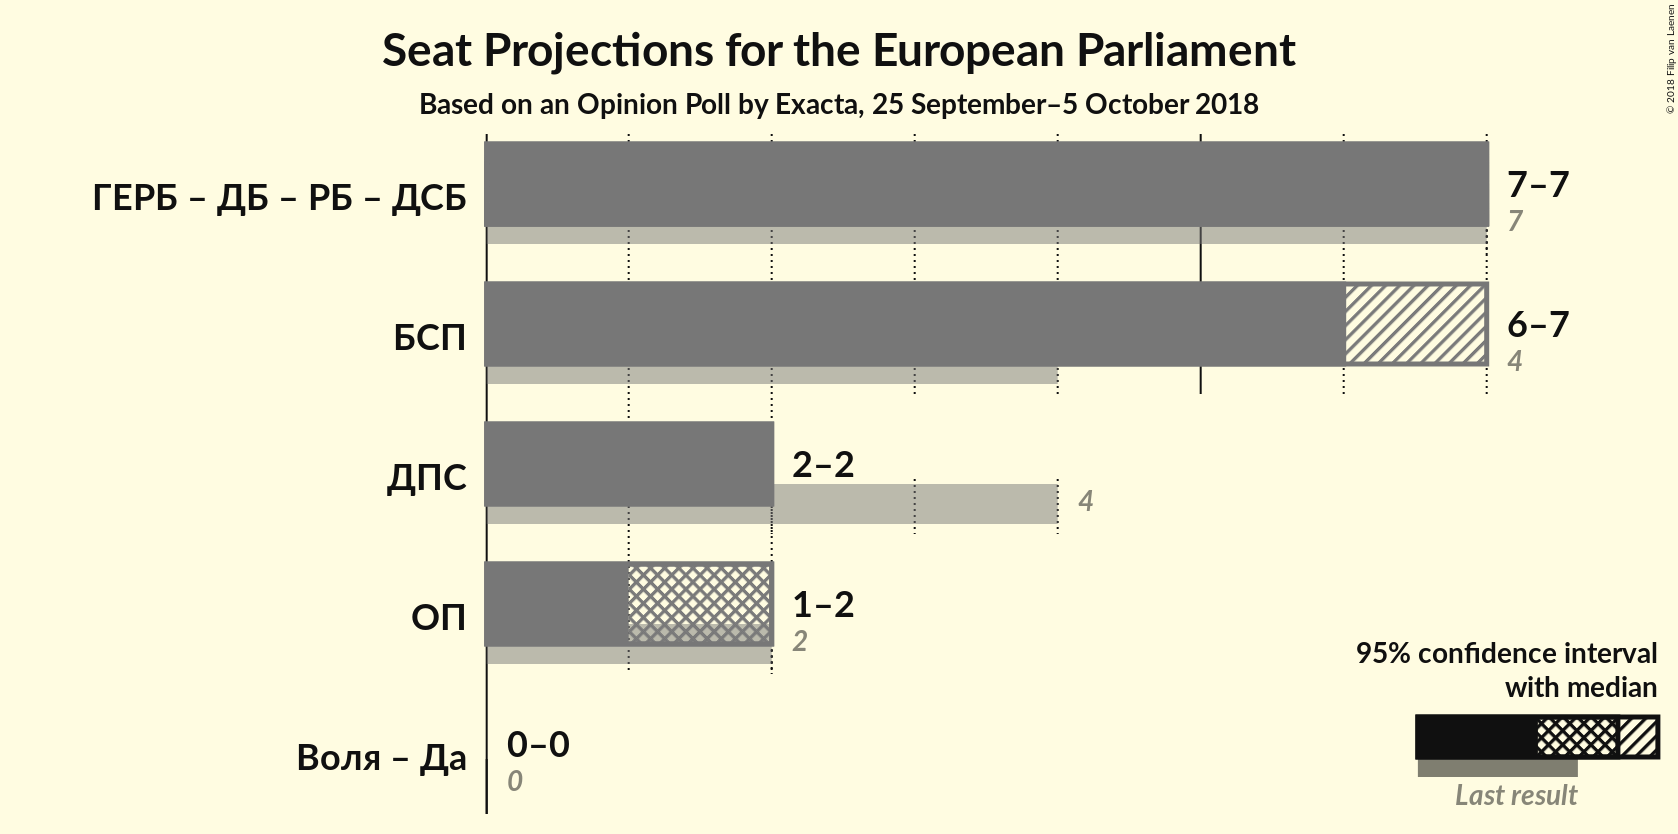 Seat Projections for the European Parliament
Based on an Opinion Poll by Exacta, 25 September–5 October 2018
© 2018 Filip van Laenen
ГЕРБ – ДБ – РБ – ДСБ
7–7
7
БСП
6–7
4
ДПС
2–2
4
ОП
1–2
2
Воля – Да
0–0
0
95% confidence interval
with median
Last result